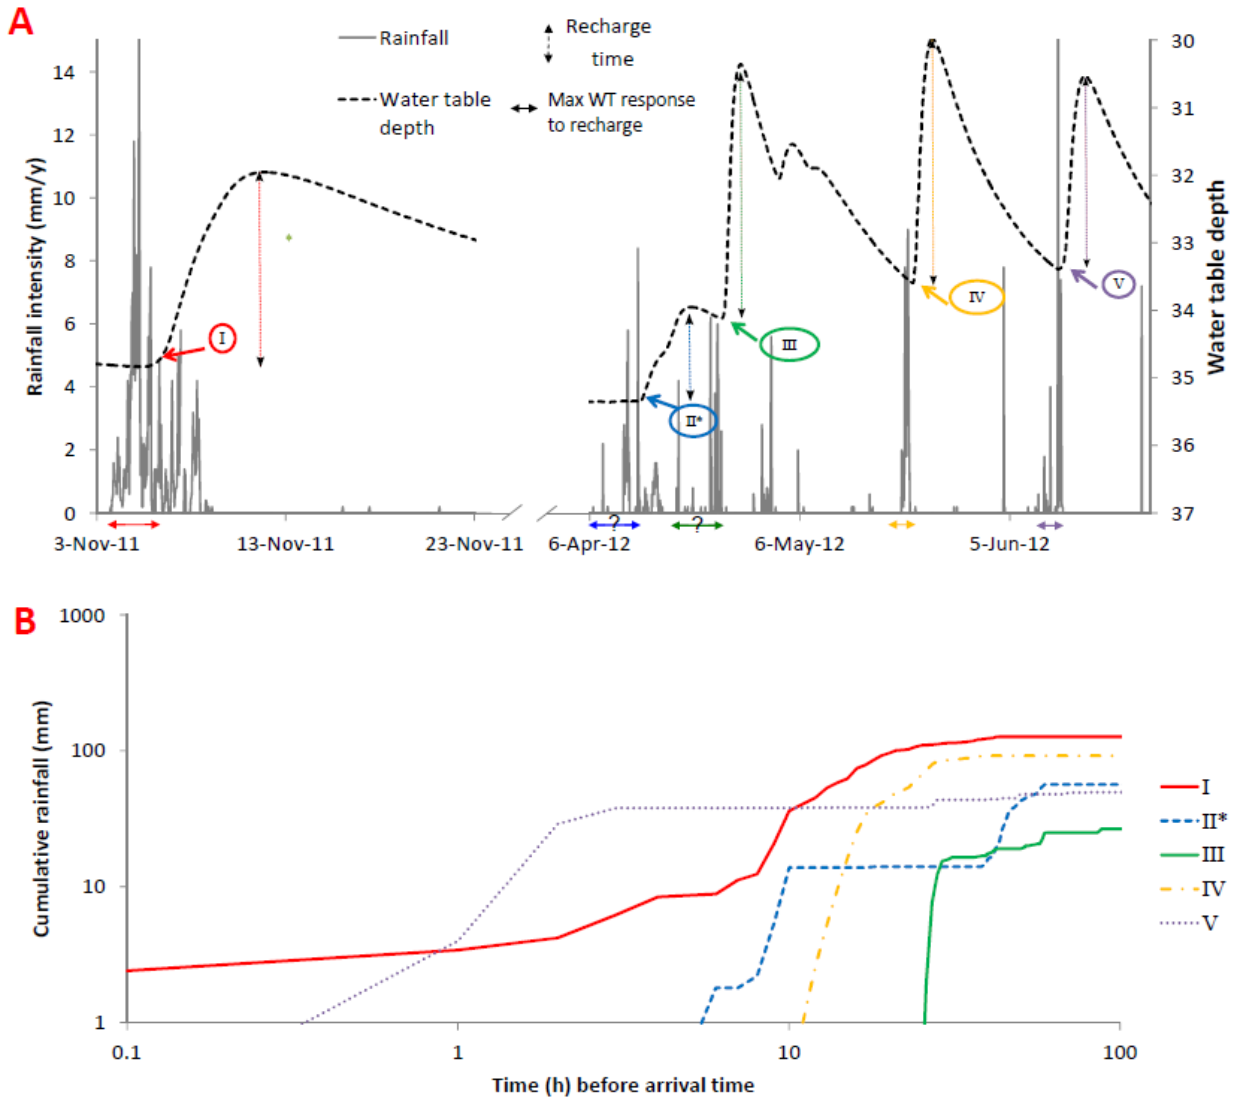 A
Rainfall
Recharge
time
Water table
depth
Max WT response
to recharge
Rainfall intensity (mm/y)
14
12
10
8
6
4
2
0
30
31
32
33
34
35
36
37
Water table depth
I
II*
III
IV
V
?
?
3-Nov-11
13-Nov-11
23-Nov-11
6-Apr-12
6-May-12
5-Jun-12
B
Cumulative rainfall (mm)
1000
100
10
1
0.1
1
10
100
Time (h) before arrival time
I
II*
III
IV
V